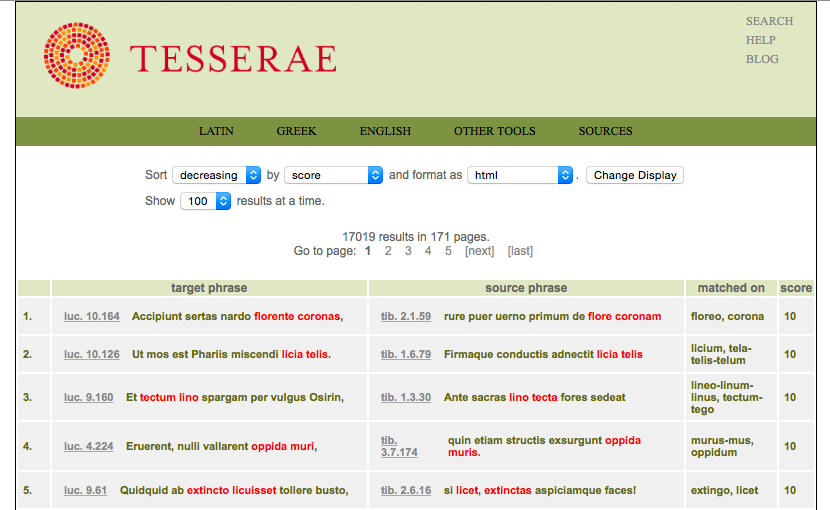 SEARCH
HELP
BLOG
TESSERAE
LATIN GREEK ENGLISH OTHER TOOLS SOURCES
Sort decreasing by score and format as html . Change Display
Show 100 results at a time.
17019 results in 171 pages.
Go to page: 1 2 3 4 5 [next] [last]
target phrase source phrase matched on score
1. luc. 10.164 Accipiunt sertas nardo florente coronas, tib. 2.1.59 rure puer uerno primum de flore coronam floreo, corona 10
2. luc. 10.126 Ut mos est Phariis miscendi licia telis. tib. 1.6.79 Firmaque conductis adnectit licia telis licium, tela-
telis-telum 10
3. luc. 9.160 Et tectum lino spargam per vulgus Osirin, tib. 1.3.30 Ante sacras lino tecta fores sedeat lineo-linum-
linus, tectum-
tego 10
4. luc. 4.224 Eruerent, nulli vallarent oppida muri, tib.
3.7.174 quin etiam structis exsurgunt oppida
muris. murus-mus,
oppidum 10
5. luc. 9.61 Quidquid ab extincto licuisset tollere busto, tib. 2.6.16 si licet, extinctas aspiciamque faces! extingo, licet 10